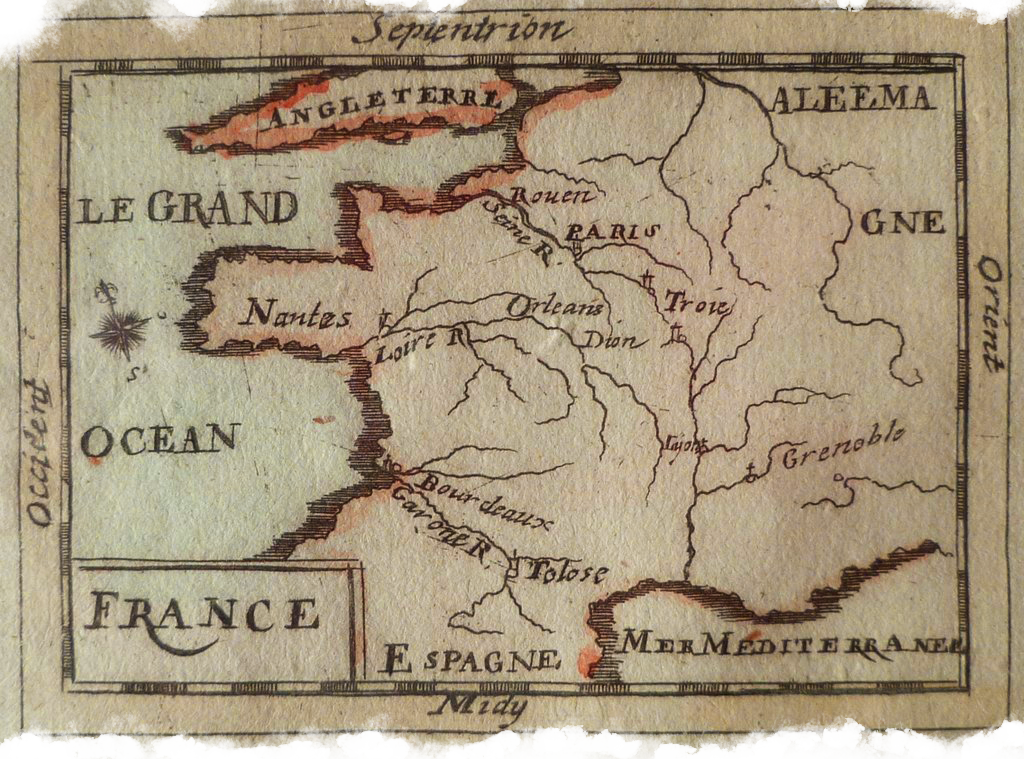 Septentrion
ANGLETERRE
ALEEMA
GNE
LE GRAND
OCEAN
Rouen
Seine R.
PARIS
Troie
Nantes
Orleans
Loire R
Dion
Occident
Orient
Grenoble
Bourdeaux
Garone R.
Tolose
FRANCE
ESPAGNE
MER MEDITERRANEE
Midy